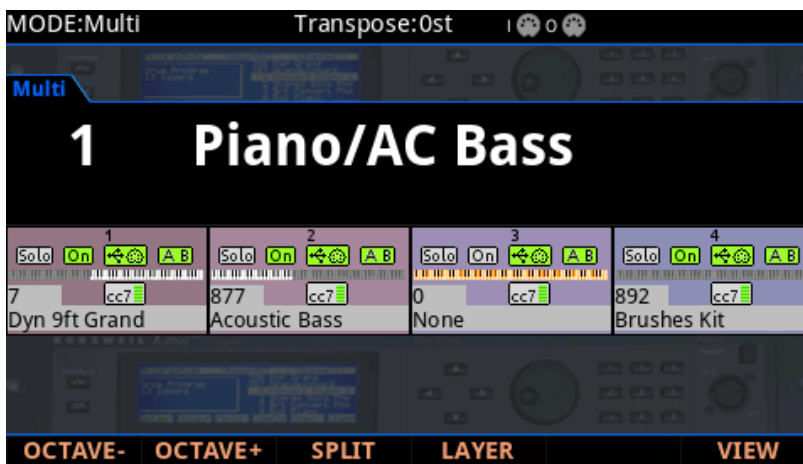 MODE:Multi Transpose:0st I O
Multi
1 Piano/AC Bass
1 2 3 4
Solo On A B Solo On A B Solo On A B Solo On A B
7 cc7 877 cc7 0 cc7 892 cc7
Dyn 9ft Grand Acoustic Bass None Brushes Kit
KURZWEIL
OCTAVE- OCTAVE+ SPLIT LAYER VIEW